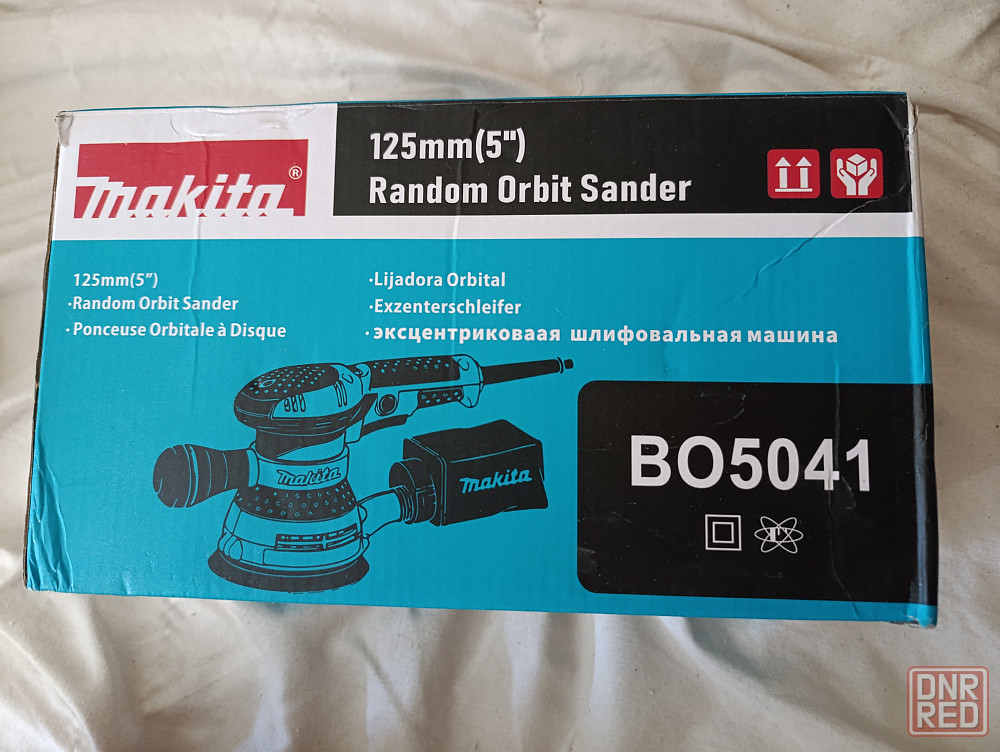 makita®
125mm(5")
Random Orbit Sander
125mm(5”)
·Random Orbit Sander
·Ponceuse Orbitale à Disque
·Lijadora Orbital
·Exzenterschleifer
·эксцентриковаая шлифовальная машина
makita
makita
BO5041
DNR
RED